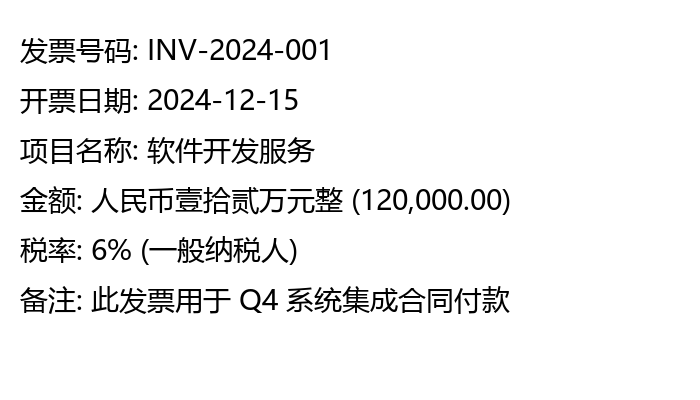 发票号码: INV-2024-001
开票日期: 2024-12-15
项目名称: 软件开发服务
金额: 人民币壹拾贰万元整 (120,000.00)
税率: 6% (一般纳税人)
备注: 此发票用于 Q4 系统集成合同付款